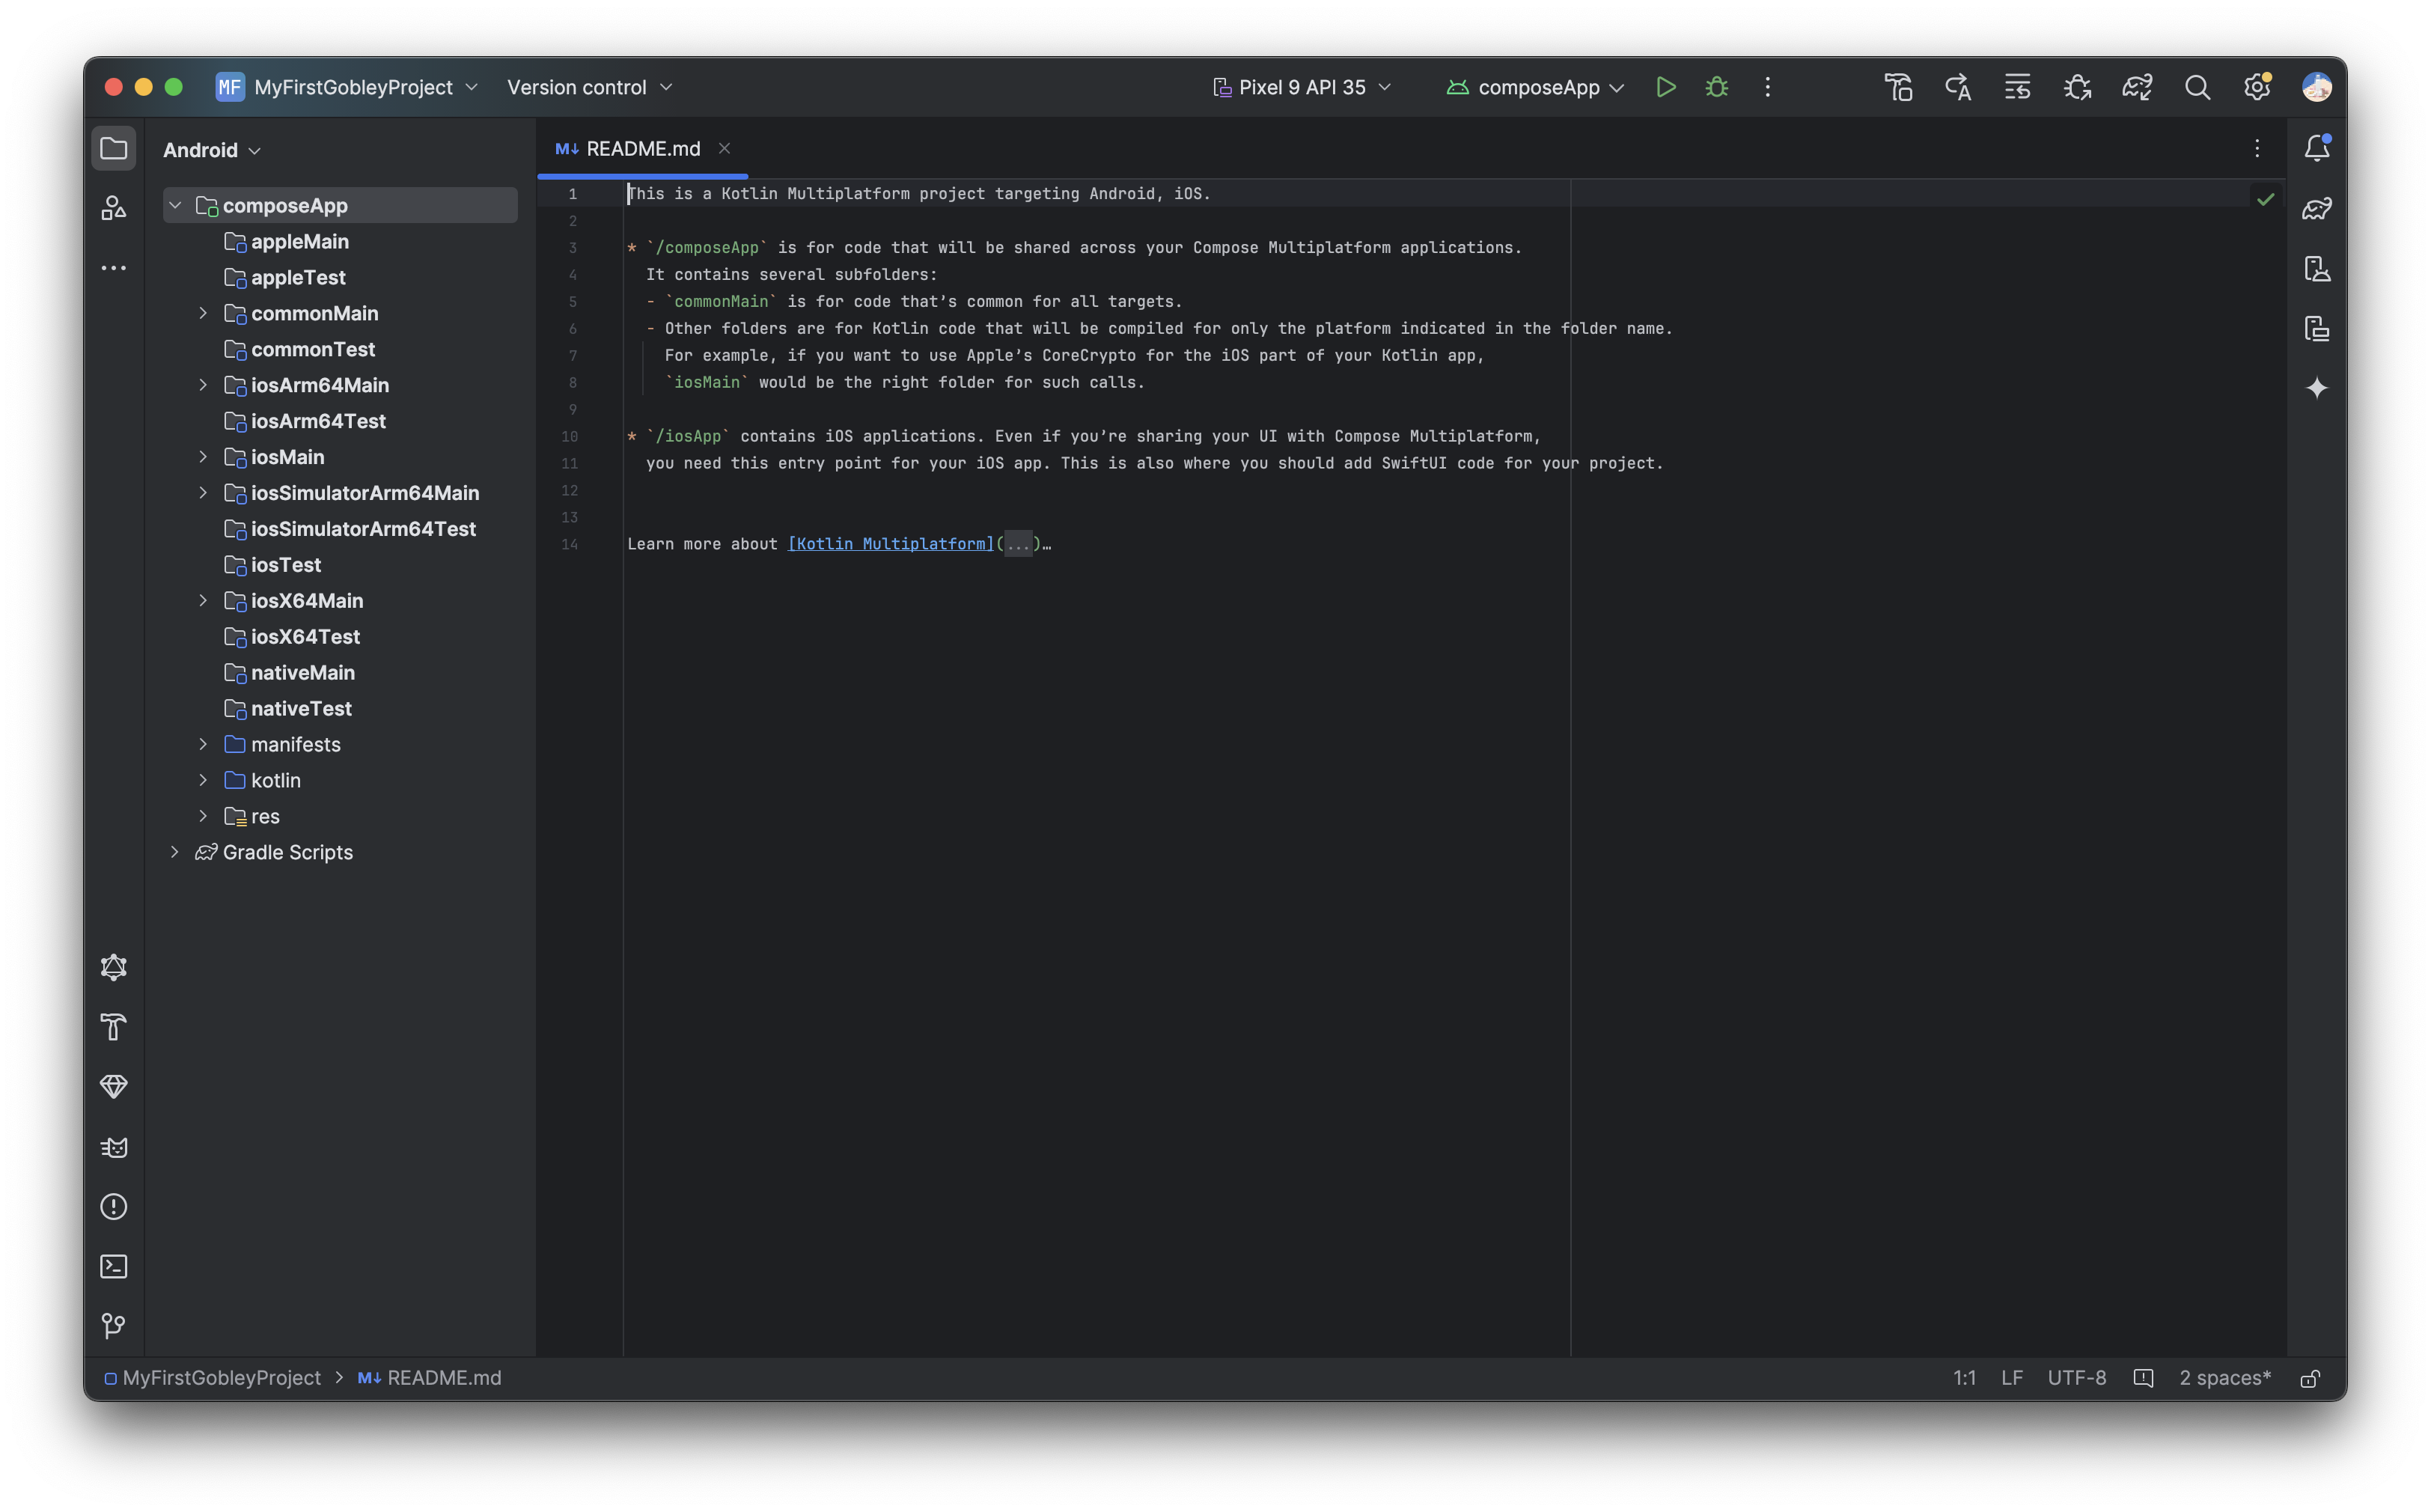 MF MyFirstGobleyProject Version control Pixel 9 API 35 composeApp
Android
composeApp
appleMain
appleTest
commonMain
commonTest
iosArm64Main
iosArm64Test
iosMain
iosSimulatorArm64Main
iosSimulatorArm64Test
iosTest
iosX64Main
iosX64Test
nativeMain
nativeTest
manifests
kotlin
res
Gradle Scripts
M↓ README.md
1 This is a Kotlin Multiplatform project targeting Android, iOS.
2
3 * `/composeApp` is for code that will be shared across your Compose Multiplatform applications.
4 It contains several subfolders:
5 - `commonMain` is for code that’s common for all targets.
6 - Other folders are for Kotlin code that will be compiled for only the platform indicated in the folder name.
7 For example, if you want to use Apple’s CoreCrypto for the iOS part of your Kotlin app,
8 `iosMain` would be the right folder for such calls.
9
10 * `/iosApp` contains iOS applications. Even if you’re sharing your UI with Compose Multiplatform,
11 you need this entry point for your iOS app. This is also where you should add SwiftUI code for your project.
12
13
14 Learn more about [Kotlin Multiplatform](...)…
MyFirstGobleyProject > M↓ README.md 1:1 LF UTF-8 2 spaces*